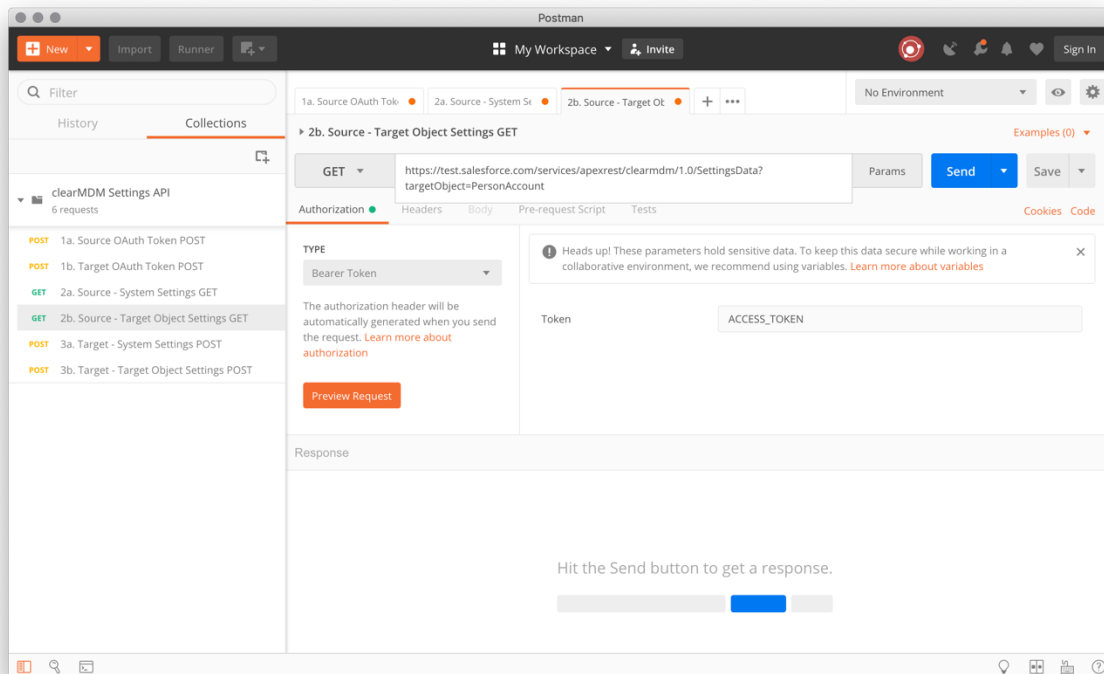 Postman
New
Import
Runner
My Workspace
Invite
Sign In
Filter
History
Collections
clearMDM Settings API
6 requests
POST 1a. Source OAuth Token POST
POST 1b. Target OAuth Token POST
GET 2a. Source - System Settings GET
GET 2b. Source - Target Object Settings GET
POST 3a. Target - System Settings POST
POST 3b. Target - Target Object Settings POST
1a. Source OAuth Tok
2a. Source - System Se
2b. Source - Target Ob
No Environment
2b. Source - Target Object Settings GET
Examples (0)
GET
https://test.salesforce.com/services/apexrest/clearmdm/1.0/SettingsData?
targetObject=PersonAccount
Params
Send
Save
Authorization
Headers
Body
Pre-request Script
Tests
Cookies
Code
TYPE
Bearer Token
The authorization header will be
automatically generated when you send
the request. Learn more about
authorization
Preview Request
Heads up! These parameters hold sensitive data. To keep this data secure while working in a
collaborative environment, we recommend using variables. Learn more about variables
Token
ACCESS_TOKEN
Response
Hit the Send button to get a response.